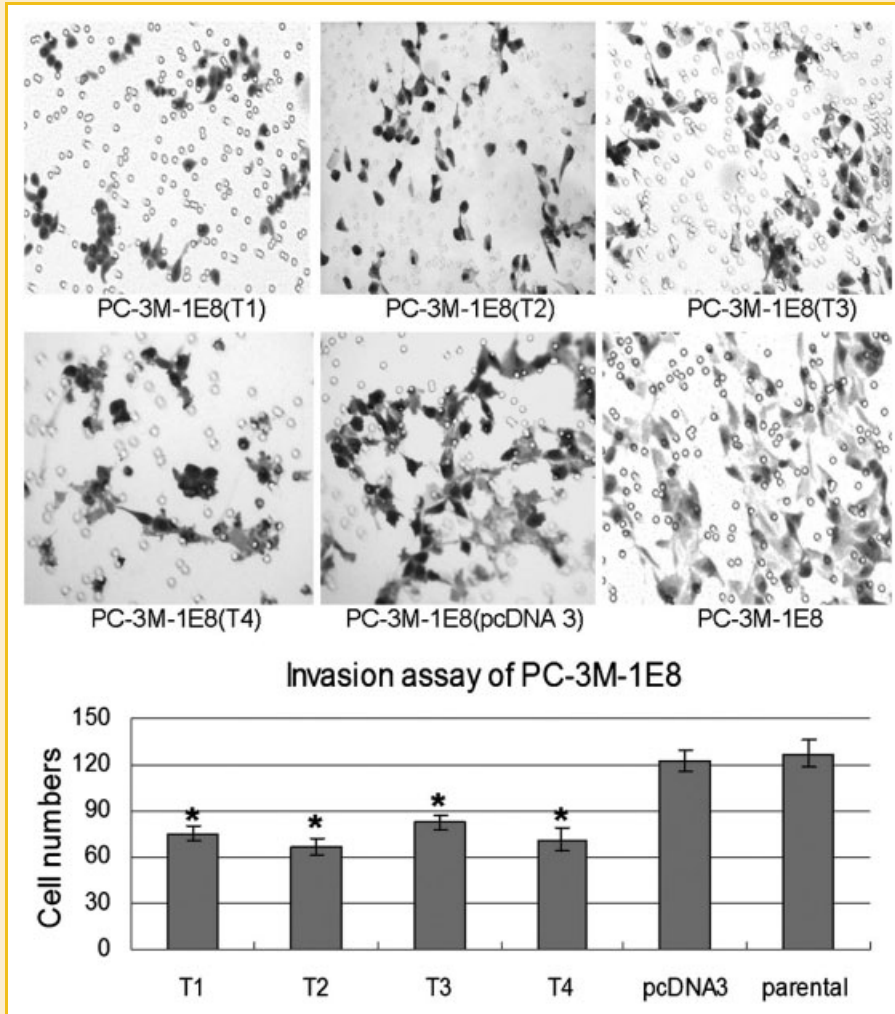 PC-3M-1E8(T1) PC-3M-1E8(T2) PC-3M-1E8(T3)
PC-3M-1E8(T4) PC-3M-1E8(pcDNA 3) PC-3M-1E8
Invasion assay of PC-3M-1E8
Cell numbers
150
120
90
60
30
0
* * * *
T1 T2 T3 T4 pcDNA3 parental